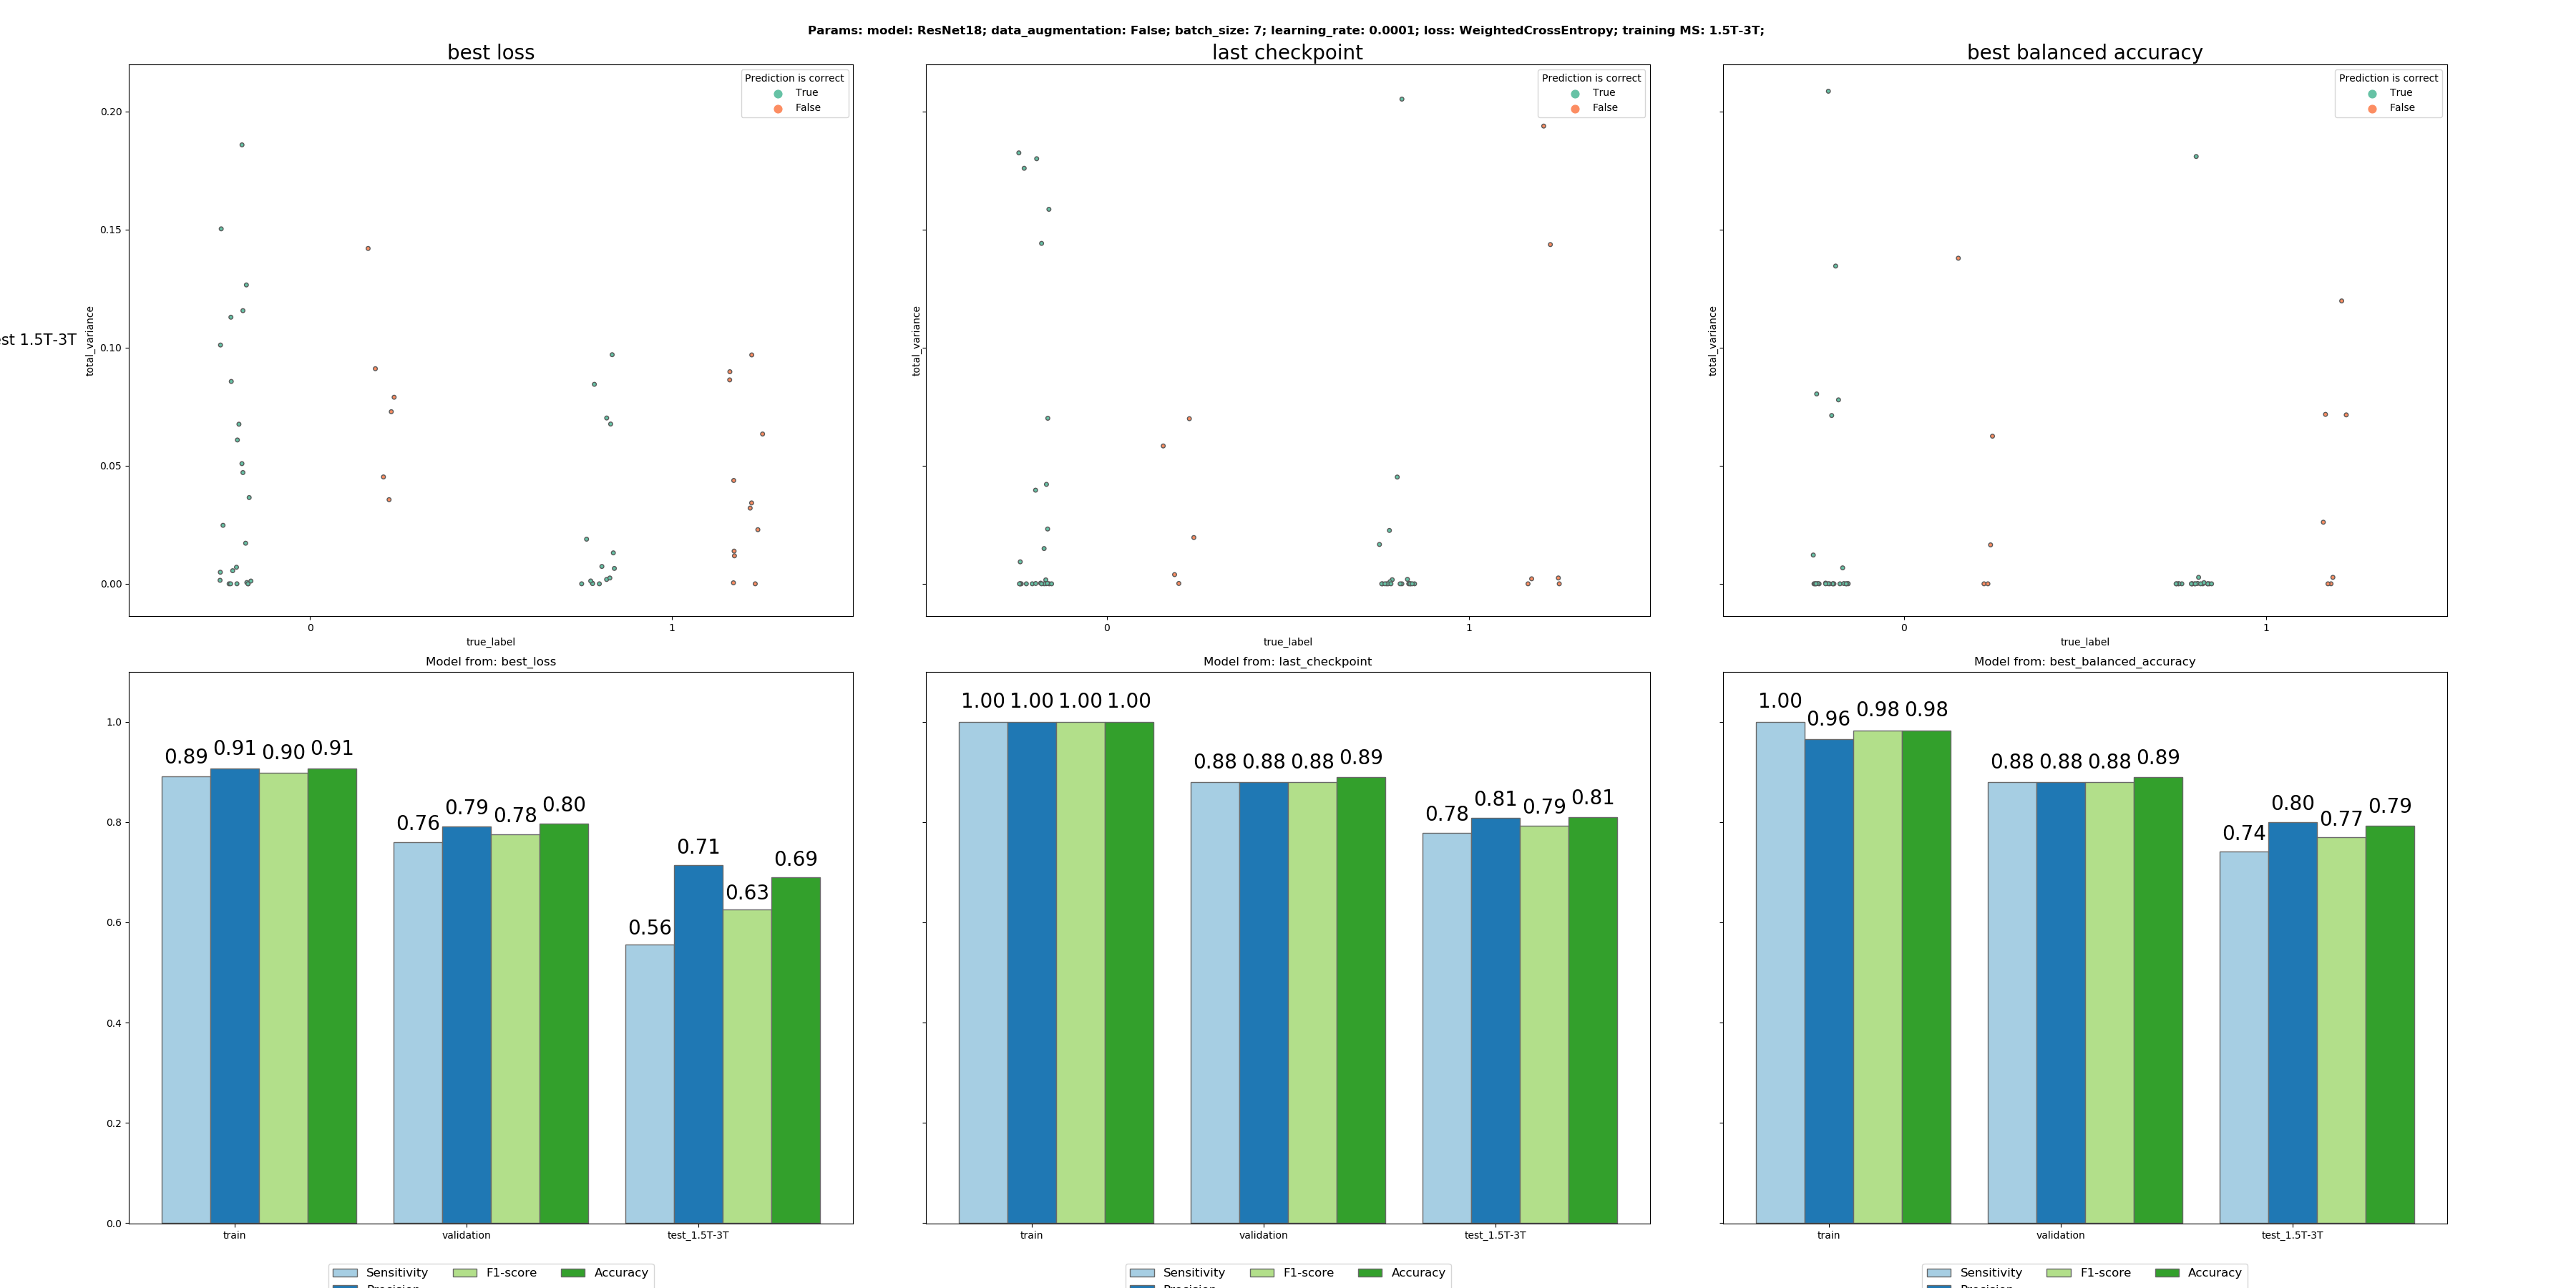 Params: model: ResNet18; data_augmentation: False; batch_size: 7; learning_rate: 0.0001; loss: WeightedCrossEntropy; training MS: 1.5T-3T;
best loss
last checkpoint
best balanced accuracy
Prediction is correct
True
False
Prediction is correct
True
False
Prediction is correct
True
False
0.20
0.15
0.10
0.05
0.00
1.5T-3T
total_variance
total_variance
total_variance
0 1
0 1
0 1
true_label
true_label
true_label
Model from: best_loss
Model from: last_checkpoint
Model from: best_balanced_accuracy
1.0
0.8
0.6
0.4
0.2
0.0
0.89 0.91 0.90 0.91
0.76 0.79 0.78 0.80
0.56 0.71 0.63 0.69
1.00 1.00 1.00 1.00
0.88 0.88 0.88 0.89
0.78 0.81 0.79 0.81
1.00 0.96 0.98 0.98
0.88 0.88 0.88 0.89
0.74 0.80 0.77 0.79
train validation test_1.5T-3T
train validation test_1.5T-3T
train validation test_1.5T-3T
Sensitivity F1-score Accuracy
Sensitivity F1-score Accuracy
Sensitivity F1-score Accuracy